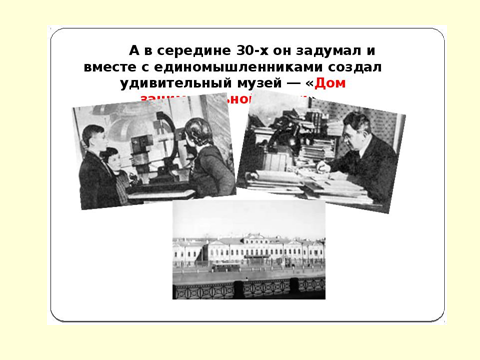 А в середине 30-х он задумал и
вместе с единомышленниками создал
удивительный музей — «Дом